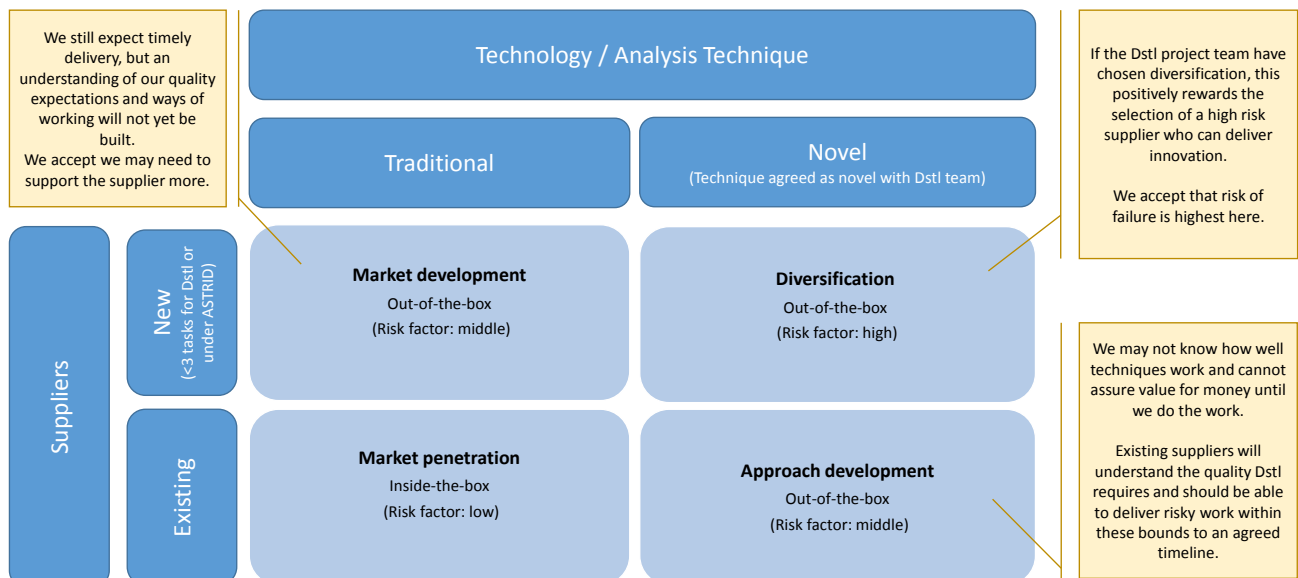 We still expect timely
delivery, but an
understanding of our quality
expectations and ways of
working will not yet be
built.
We accept we may need to
support the supplier more.
Technology / Analysis Technique
If the Dstl project team have
chosen diversification, this
positively rewards the
selection of a high risk
supplier who can deliver
innovation.
We accept that risk of
failure is highest here.
Traditional
Novel
(Technique agreed as novel with Dstl team)
Suppliers
New
(<3 tasks for Dstl or
under ASTRID)
Market development
Out-of-the-box
(Risk factor: middle)
Diversification
Out-of-the-box
(Risk factor: high)
Existing
Market penetration
Inside-the-box
(Risk factor: low)
Approach development
Out-of-the-box
(Risk factor: middle)
We may not know how well
techniques work and cannot
assure value for money until
we do the work.
Existing suppliers will
understand the quality Dstl
requires and should be able
to deliver risky work within
these bounds to an agreed
timeline.